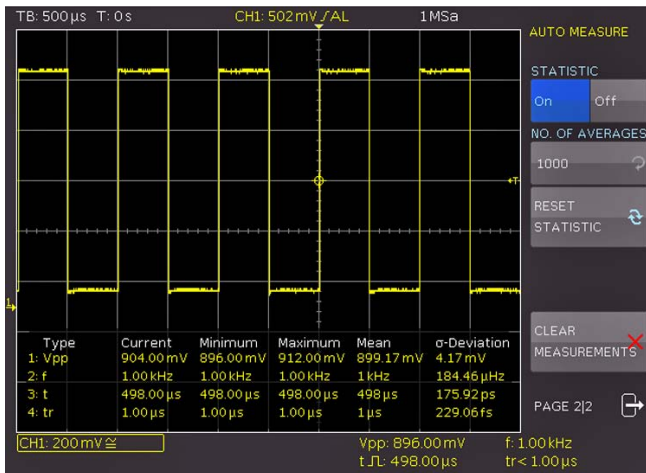 TB: 500µs T: 0s CH1: 502mV AL 1MSa
AUTO MEASURE
STATISTIC
On Off
NO. OF AVERAGES
1000
RESET
STATISTIC
T
1
CLEAR
MEASUREMENTS
PAGE 2|2
Type Current Minimum Maximum Mean σ-Deviation
1: Vpp 904.00mV 896.00mV 912.00mV 899.17mV 4.17mV
2: f 1.00kHz 1.00kHz 1.00kHz 1kHz 184.46µHz
3: t 498.00µs 498.00µs 498.00µs 498µs 175.92ps
4: tr 1.00µs 1.00µs 1.00µs 1µs 229.06fs
CH1: 200mV≅ Vpp: 896.00mV f: 1.00kHz
t: 498.00µs tr< 1.00µs